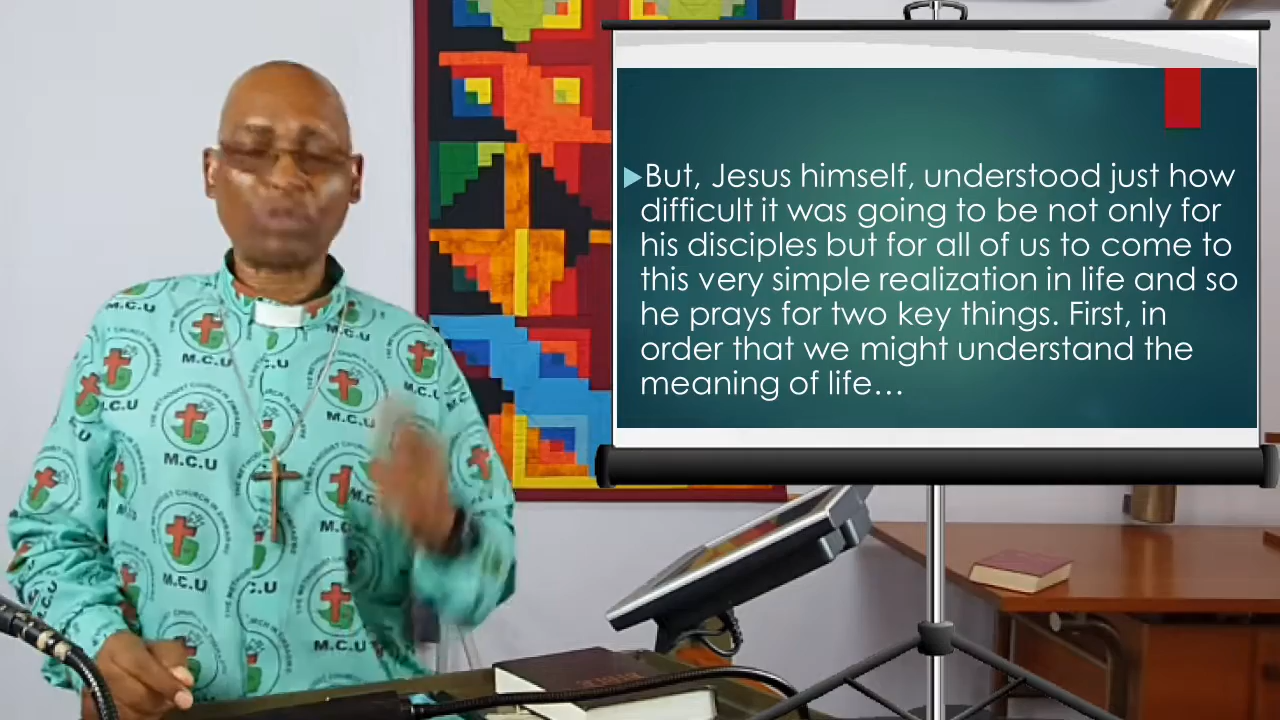 But, Jesus himself, understood just how
difficult it was going to be not only for
his disciples but for all of us to come to
this very simple realization in life and so
he prays for two key things. First, in
order that we might understand the
meaning of life…
M.C.U
M.C.U
M.C.U
M.C.U
M.C.U
M.C.U
M.C.U
BIBLE